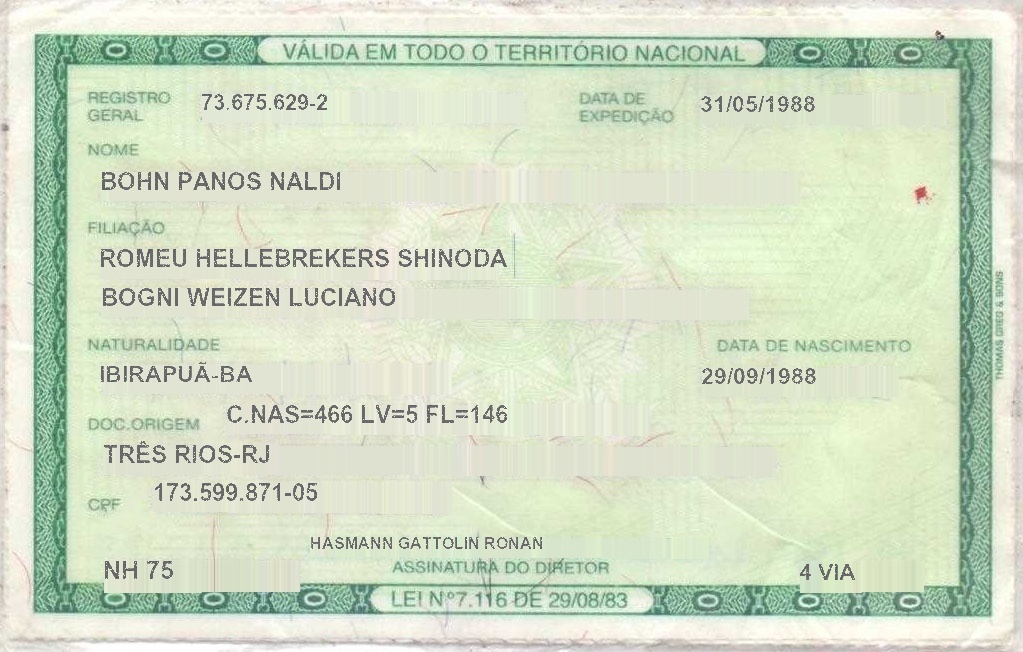 VÁLIDA EM TODO O TERRITÓRIO NACIONAL
REGISTRO GERAL 73.675.629-2 DATA DE EXPEDIÇÃO 31/05/1988
NOME
BOHN PANOS NALDI
FILIAÇÃO
ROMEU HELLEBREKERS SHINODA
BOGNI WEIZEN LUCIANO
NATURALIDADE DATA DE NASCIMENTO
IBIRAPUÃ-BA 29/09/1988
DOC.ORIGEM C.NAS=466 LV=5 FL=146
TRÊS RIOS-RJ
CPF 173.599.871-05
HASMANN GATTOLIN RONAN
NH 75 ASSINATURA DO DIRETOR 4 VIA
LEI Nº7.116 DE 29/08/83
THOMAS GREG & SONS